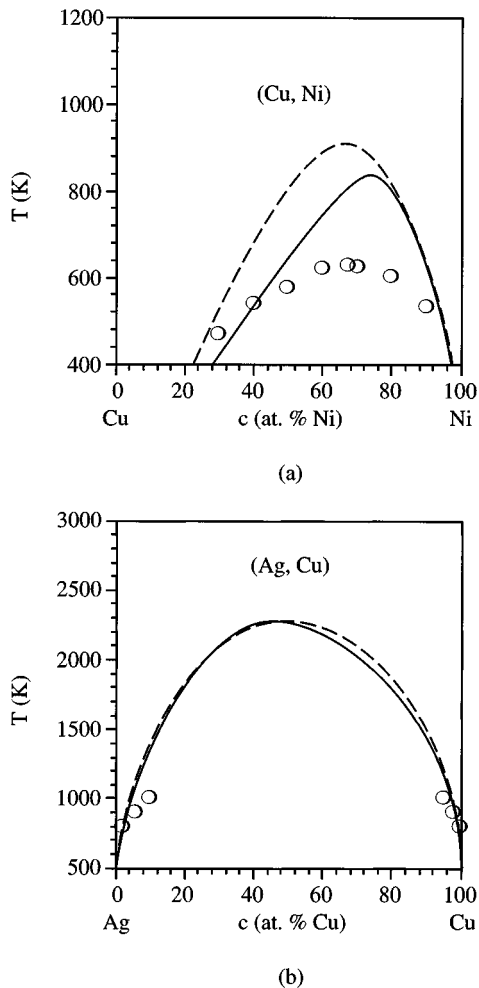 1200
1000
800
600
400
T (K)
(Cu, Ni)
0 20 40 60 80 100
Cu c (at. % Ni) Ni
(a)
3000
2500
2000
1500
1000
500
T (K)
(Ag, Cu)
0 20 40 60 80 100
Ag c (at. % Cu) Cu
(b)